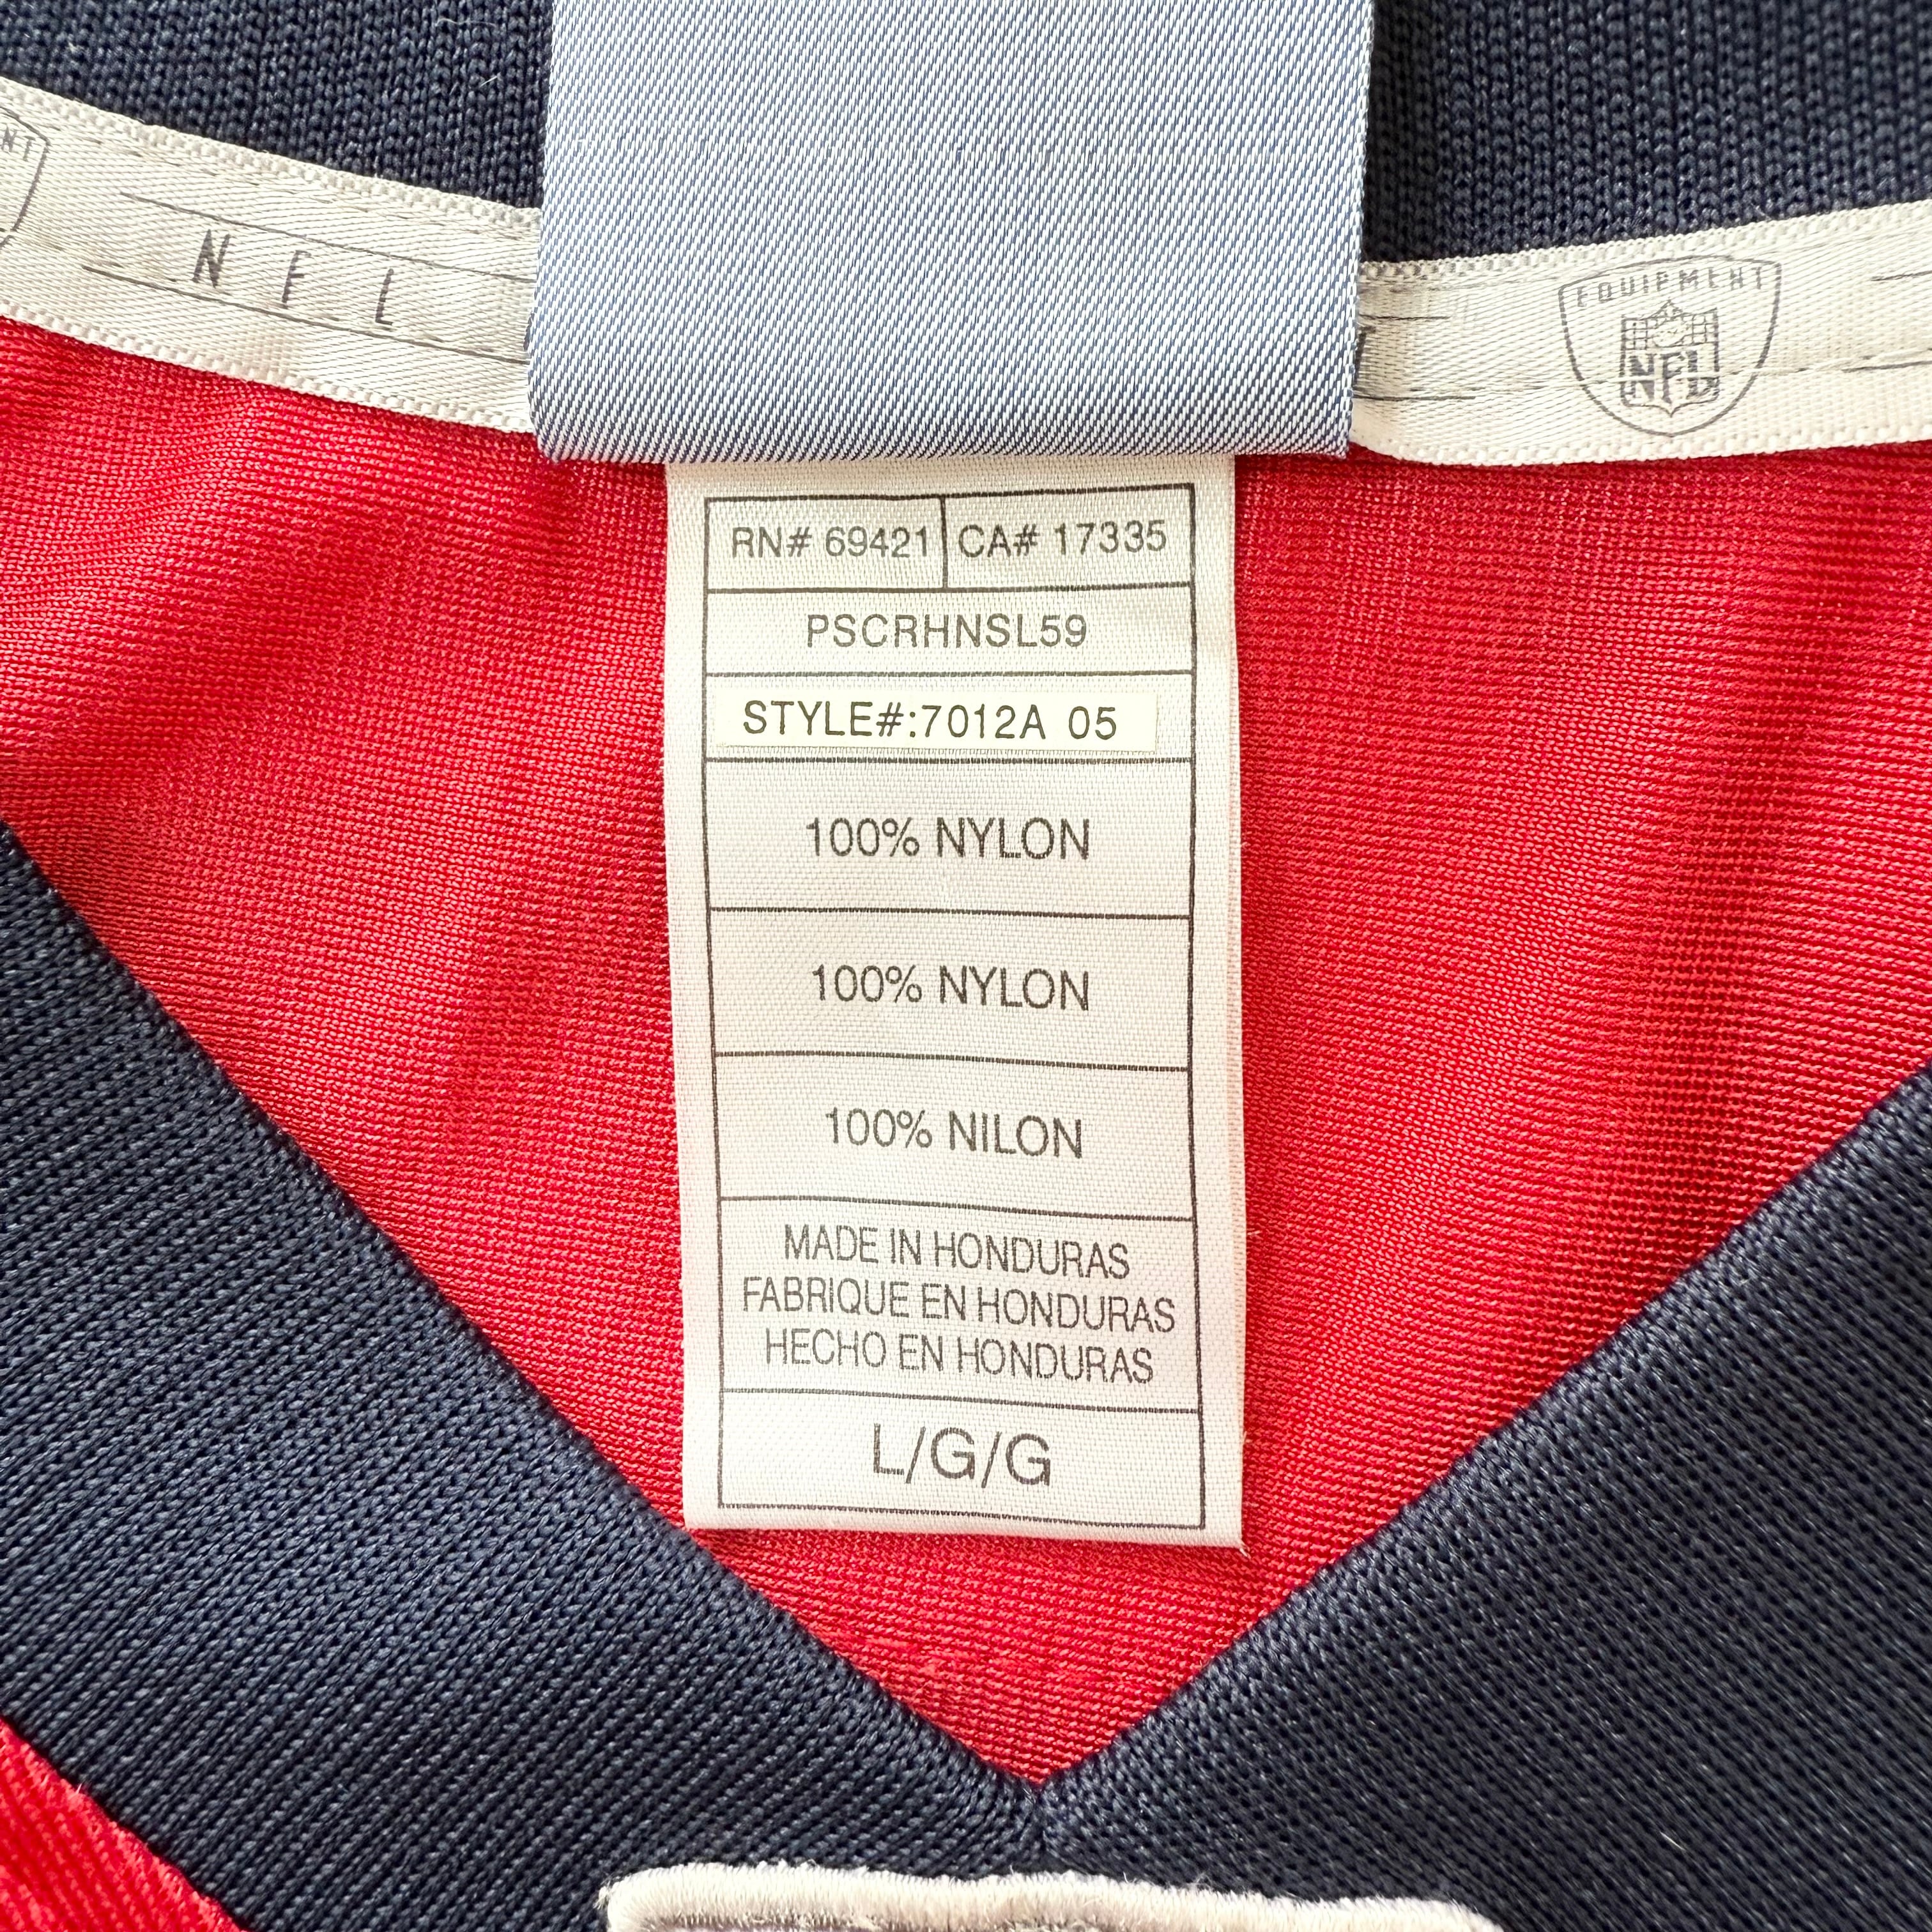 NT
N F L
EQUIPMENT
NFL
RN# 69421 CA# 17335
PSCRHNSL59
STYLE#:7012A 05
100% NYLON
100% NYLON
100% NILON
MADE IN HONDURAS
FABRIQUE EN HONDURAS
HECHO EN HONDURAS
L/G/G